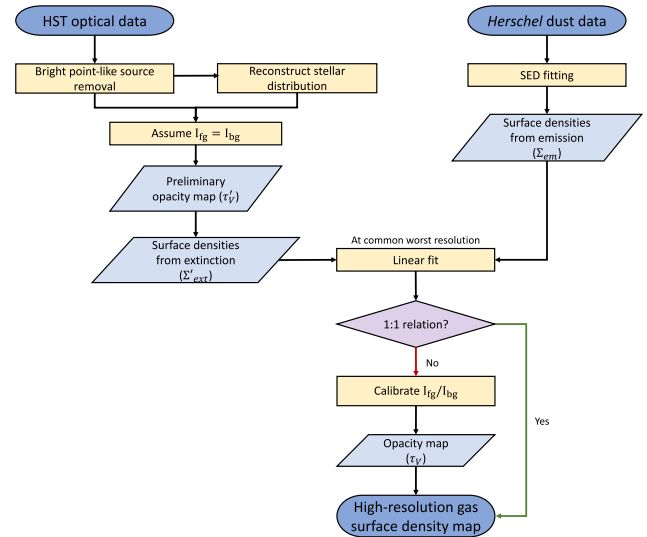 HST optical data
Herschel dust data
Bright point-like source
removal
Reconstruct stellar
distribution
SED fitting
Assume I_fg = I_bg
Surface densities
from emission
(Σ_em)
Preliminary
opacity map (τ′_V)
Surface densities
from extinction
(Σ′_ext)
At common worst resolution
Linear fit
1:1 relation?
No
Yes
Calibrate I_fg/I_bg
Opacity map
(τ_V)
High-resolution gas
surface density map